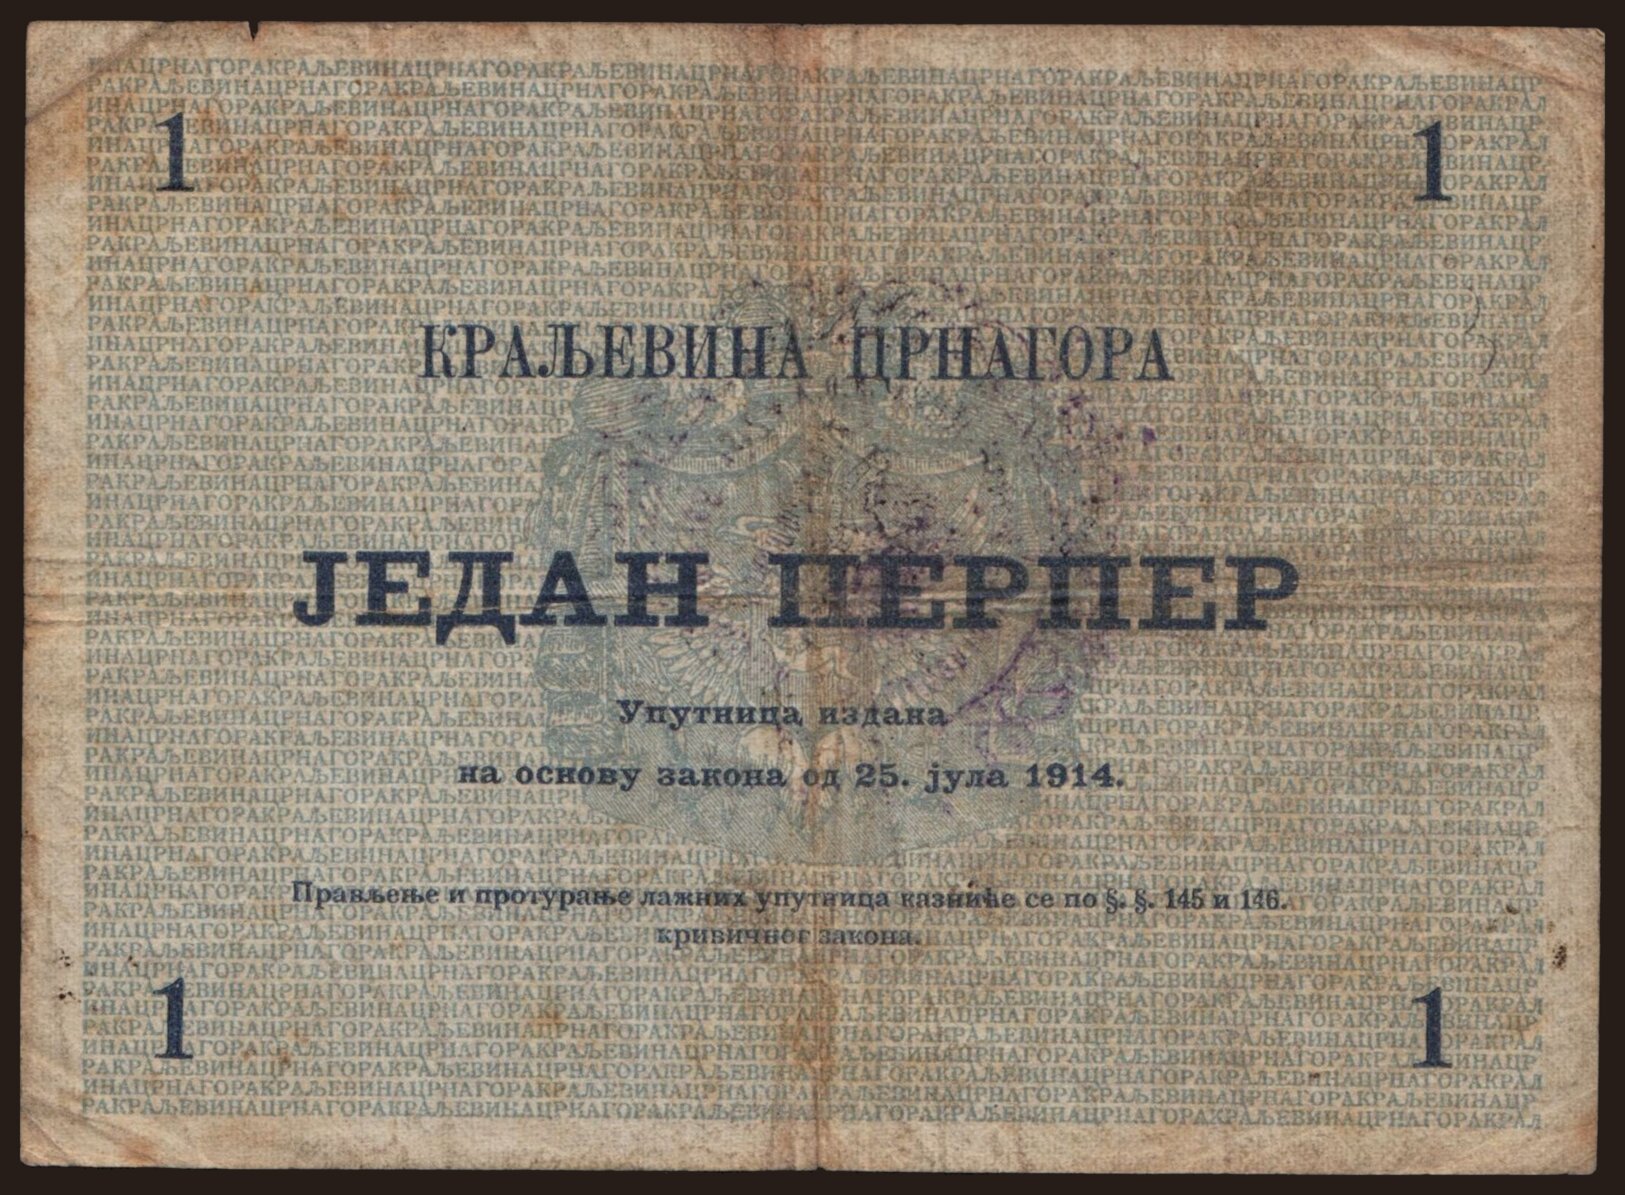 1 1
КРАЉЕВИНА ЦРНАГОРА
ЈЕДАН ПЕРПЕР
Упутница издана
на основу закона од 25. јула 1914.
Прављење и протурање лажних упутница казниће се по §. §. 145 и 146.
кривичног закона.
1 1